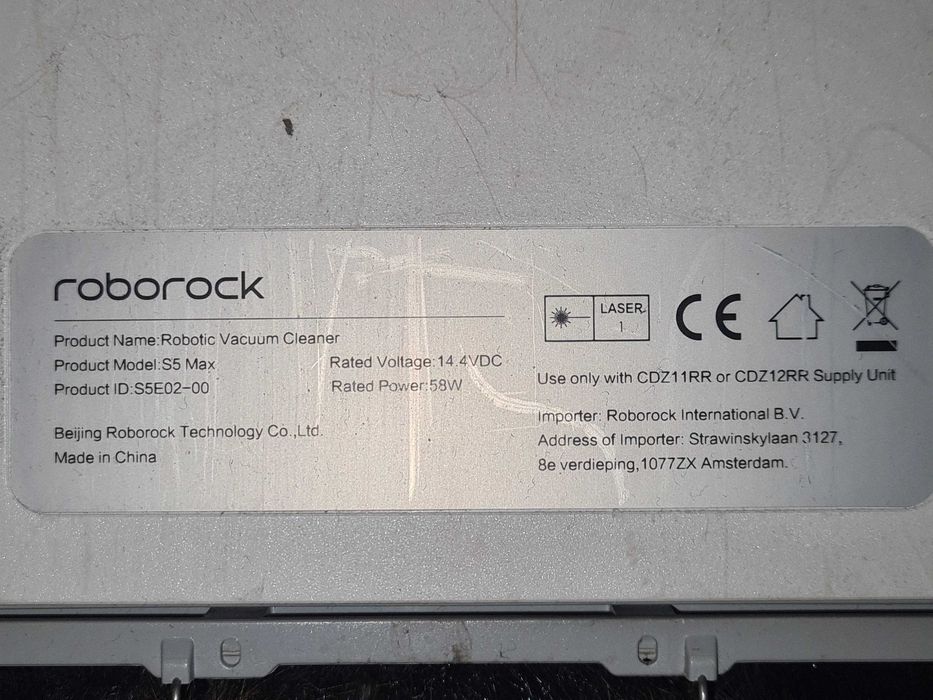 roborock
Product Name:Robotic Vacuum Cleaner
Product Model:S5 Max
Rated Voltage:14.4VDC
Product ID:S5E02-00
Rated Power:58W
Beijing Roborock Technology Co.,Ltd.
Made in China
LASER
1
CE
Use only with CDZ11RR or CDZ12RR Supply Unit
Importer: Roborock International B.V.
Address of Importer: Strawinskylaan 3127,
8e verdieping,1077ZX Amsterdam.